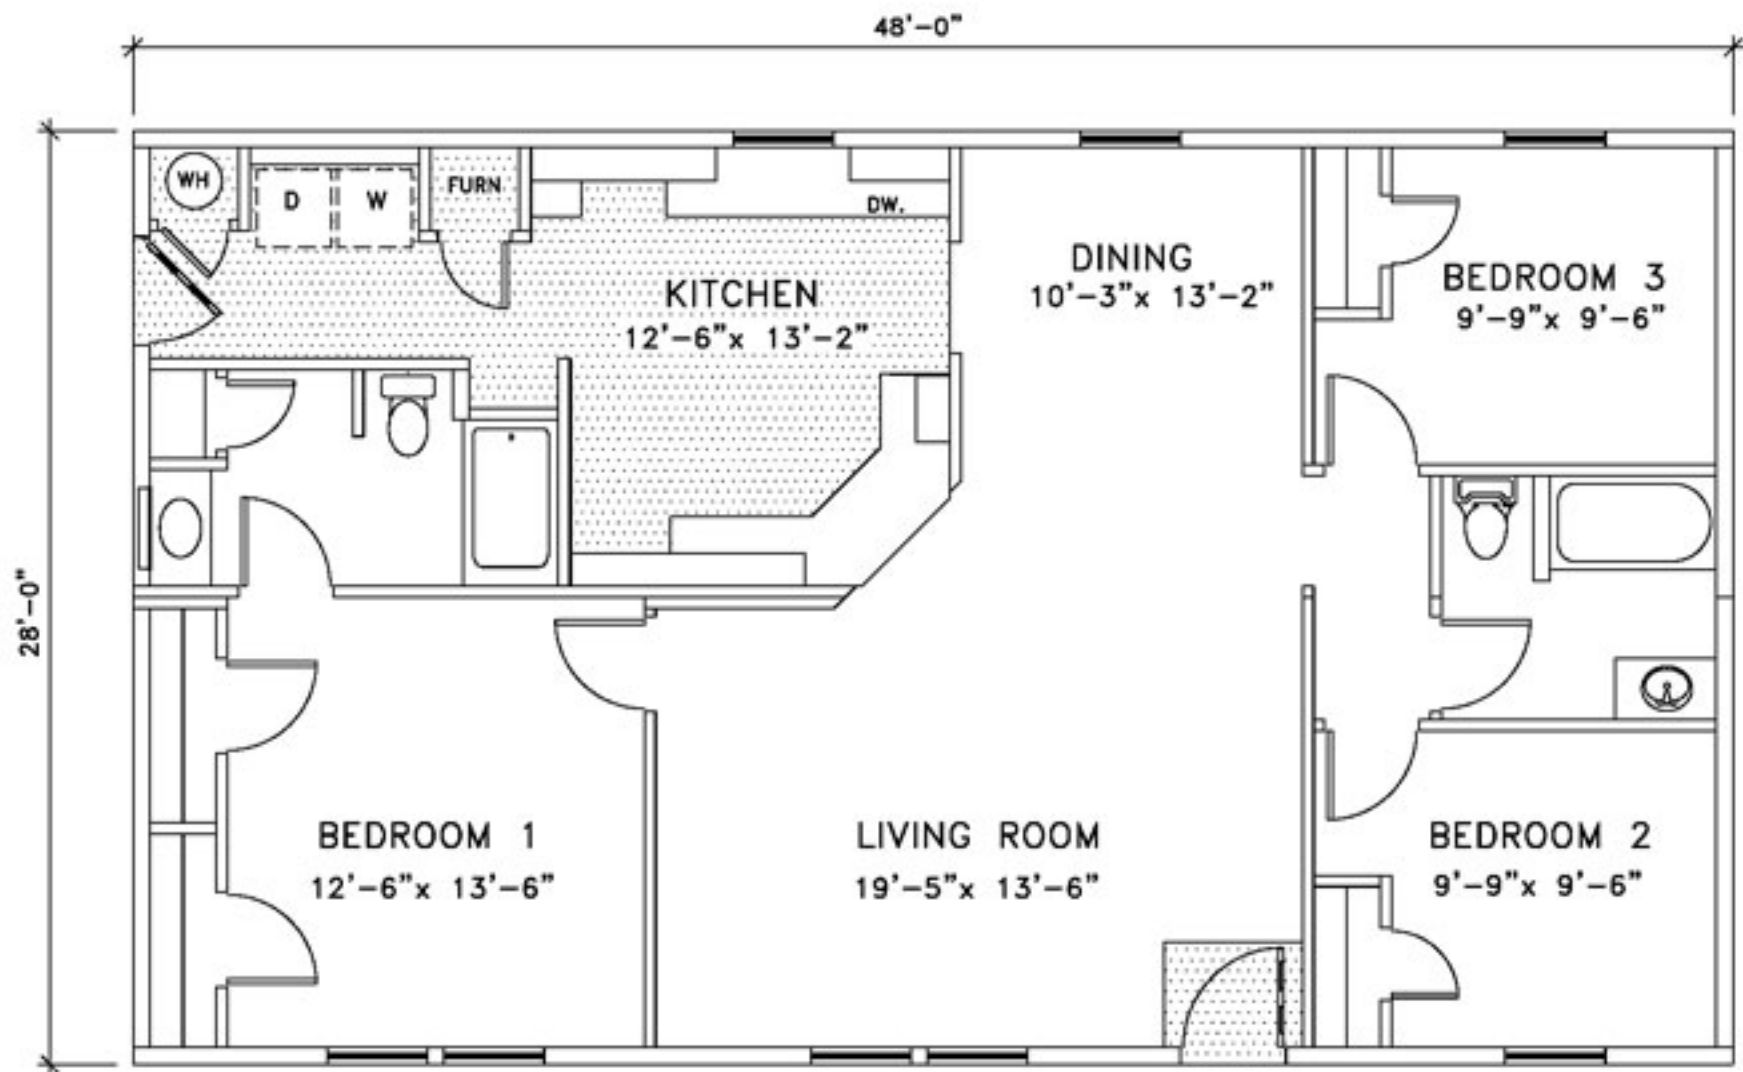 48'-0"
WH
D
W
FURN
DW.
KITCHEN
12'-6"x 13'-2"
DINING
10'-3"x 13'-2"
BEDROOM 3
9'-9"x 9'-6"
28'-0"
BEDROOM 1
12'-6"x 13'-6"
LIVING ROOM
19'-5"x 13'-6"
BEDROOM 2
9'-9"x 9'-6"